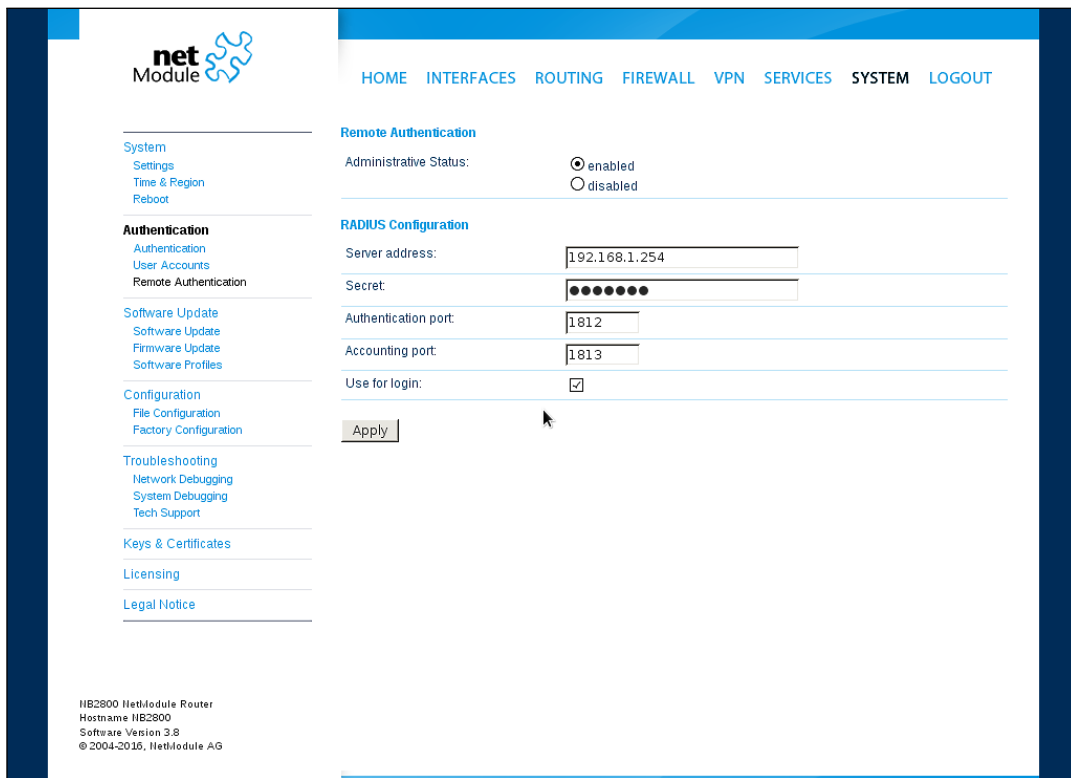 net
Module
HOME INTERFACES ROUTING FIREWALL VPN SERVICES SYSTEM LOGOUT
System
Settings
Time & Region
Reboot
Authentication
Authentication
User Accounts
Remote Authentication
Software Update
Software Update
Firmware Update
Software Profiles
Configuration
File Configuration
Factory Configuration
Troubleshooting
Network Debugging
System Debugging
Tech Support
Keys & Certificates
Licensing
Legal Notice
Remote Authentication
Administrative Status:
enabled
disabled
RADIUS Configuration
Server address: 192.168.1.254
Secret: ●●●●●●●
Authentication port: 1812
Accounting port: 1813
Use for login:
Apply
NB2800 NetModule Router
Hostname NB2800
Software Version 3.8
© 2004-2016, NetModule AG